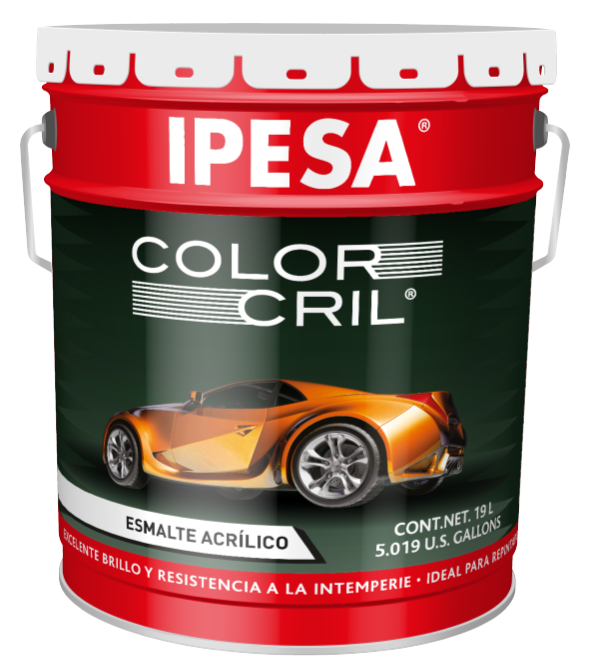 IPESA®
COLOR
CRIL®
ESMALTE ACRÍLICO
CONT.NET. 19 L
5.019 U.S. GALLONS
EXCELENTE BRILLO Y RESISTENCIA A LA INTEMPERIE • IDEAL PARA